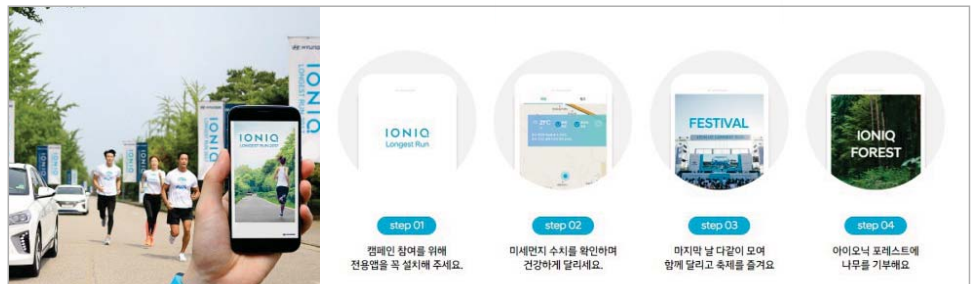 HYUNDAI
IONIQ
IONIQ
LONGEST RUN 2017
IONIQ
Longest Run
29°C
FESTIVAL
IONIQ
FOREST
step 01
캠페인 참여를 위해
전용앱을 꼭 설치해 주세요.
step 02
미세먼지 수치를 확인하며
건강하게 달리세요.
step 03
마지막 날 다같이 모여
함께 달리고 축제를 즐겨요
step 04
아이오닉 포레스트에
나무를 기부해요